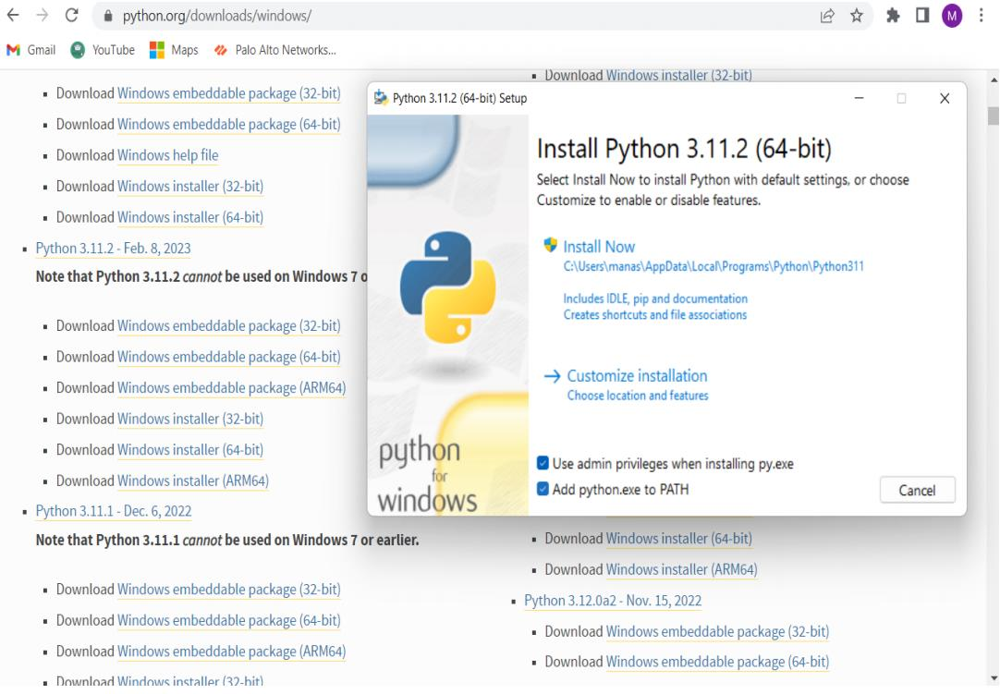 python.org/downloads/windows/
M
Gmail
YouTube
Maps
Palo Alto Networks...
Download Windows embeddable package (32-bit)
Download Windows embeddable package (64-bit)
Download Windows help file
Download Windows installer (32-bit)
Download Windows installer (64-bit)
Python 3.11.2 - Feb. 8, 2023
Note that Python 3.11.2 cannot be used on Windows 7 o
Download Windows embeddable package (32-bit)
Download Windows embeddable package (64-bit)
Download Windows embeddable package (ARM64)
Download Windows installer (32-bit)
Download Windows installer (64-bit)
Download Windows installer (ARM64)
Python 3.11.1 - Dec. 6, 2022
Note that Python 3.11.1 cannot be used on Windows 7 or earlier.
Download Windows embeddable package (32-bit)
Download Windows embeddable package (64-bit)
Download Windows embeddable package (ARM64)
Download Windows installer (32-bit)
Download Windows installer (32-bit)
Python 3.11.2 (64-bit) Setup
Install Python 3.11.2 (64-bit)
Select Install Now to install Python with default settings, or choose
Customize to enable or disable features.
Install Now
C:\Users\manas\AppData\Local\Programs\Python\Python311
Includes IDLE, pip and documentation
Creates shortcuts and file associations
Customize installation
Choose location and features
python
for
windows
Use admin privileges when installing py.exe
Add python.exe to PATH
Cancel
Download Windows installer (64-bit)
Download Windows installer (ARM64)
Python 3.12.0a2 - Nov. 15, 2022
Download Windows embeddable package (32-bit)
Download Windows embeddable package (64-bit)